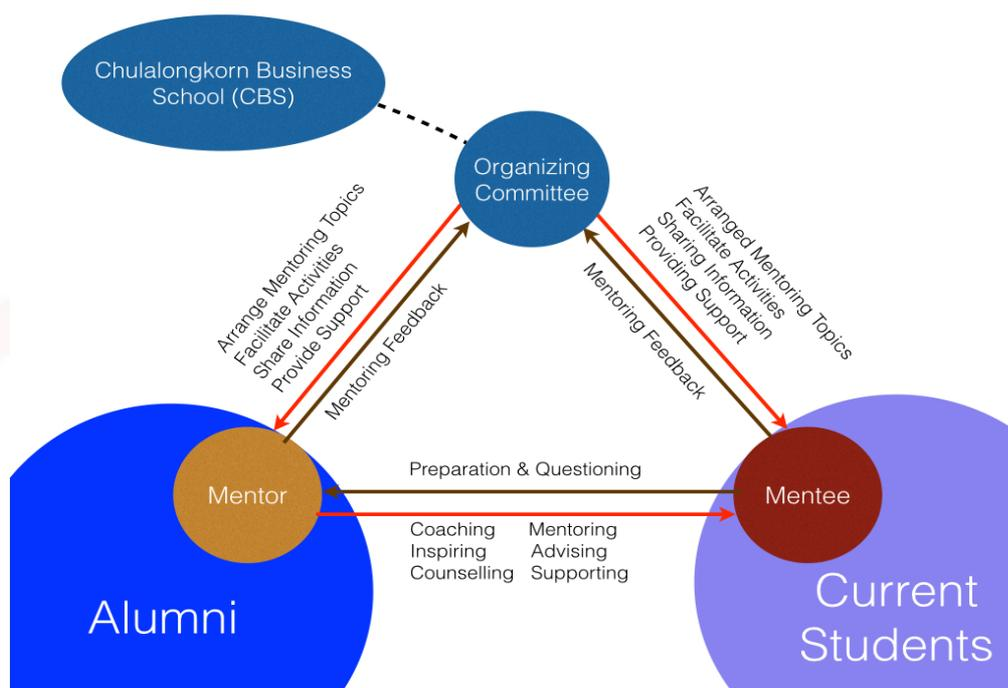 Chulalongkorn Business
School (CBS)
Organizing
Committee
Arrange Mentoring Topics
Facilitate Activities
Share Information
Provide Support
Mentoring Feedback
Arranged Mentoring Topics
Facilitate Activities
Sharing Information
Providing Support
Mentoring Feedback
Mentor
Preparation & Questioning
Mentee
Coaching Mentoring
Inspiring Advising
Counselling Supporting
Alumni
Current
Students